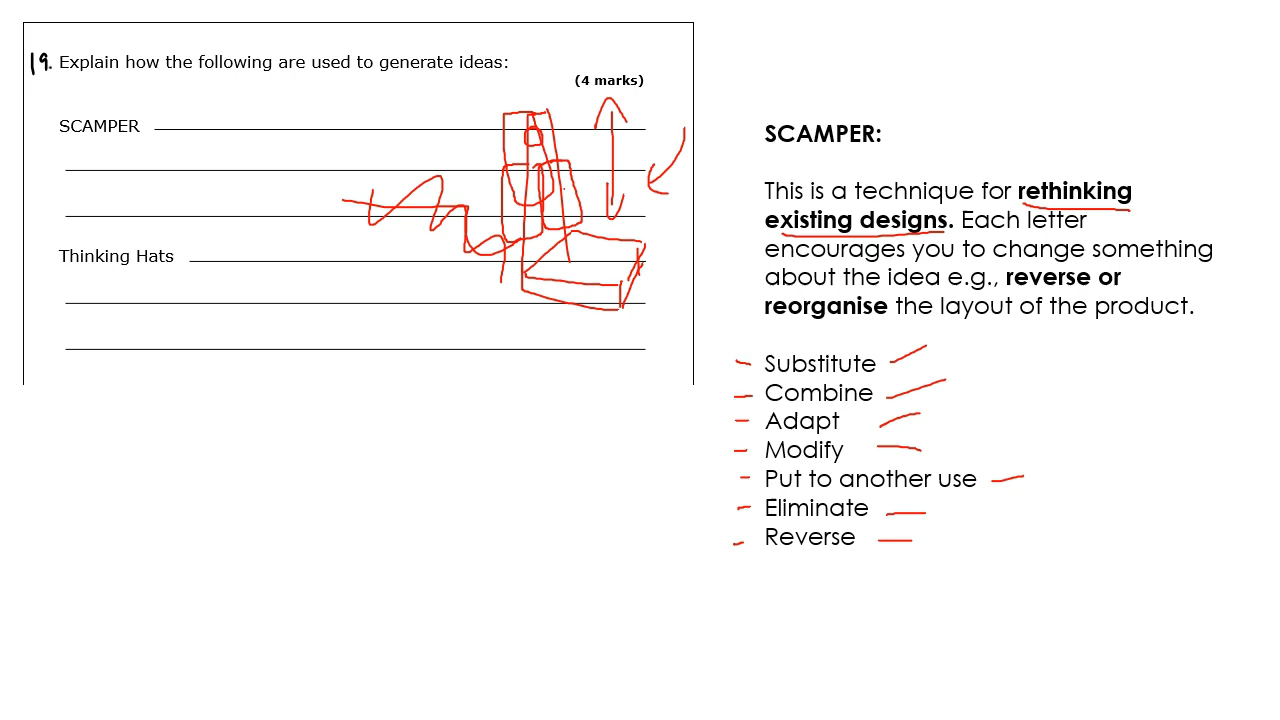 19. Explain how the following are used to generate ideas:
(4 marks)
SCAMPER
Thinking Hats
SCAMPER:
This is a technique for rethinking
existing designs. Each letter
encourages you to change something
about the idea e.g., reverse or
reorganise the layout of the product.
Substitute
Combine
Adapt
Modify
Put to another use
Eliminate
Reverse